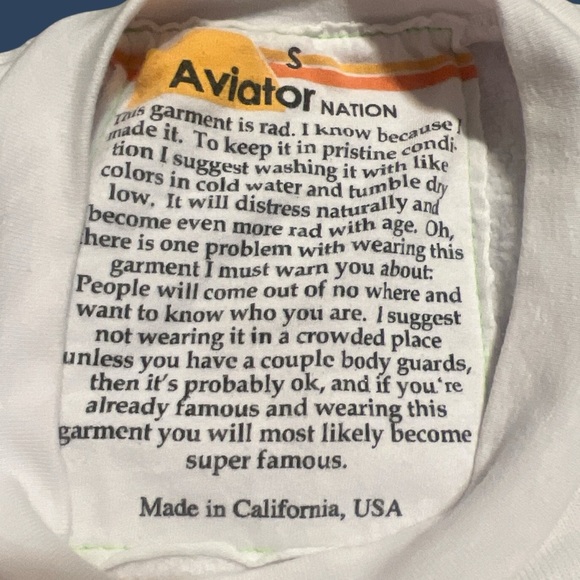 S
Aviator NATION
This garment is rad. I know because I
made it. To keep it in pristine condi-
tion I suggest washing it with like
colors in cold water and tumble dry
low. It will distress naturally and
become even more rad with age. Oh,
there is one problem with wearing this
garment I must warn you about:
People will come out of no where and
want to know who you are. I suggest
not wearing it in a crowded place
unless you have a couple body guards,
then it's probably ok, and if you're
already famous and wearing this
garment you will most likely become
super famous.
Made in California, USA